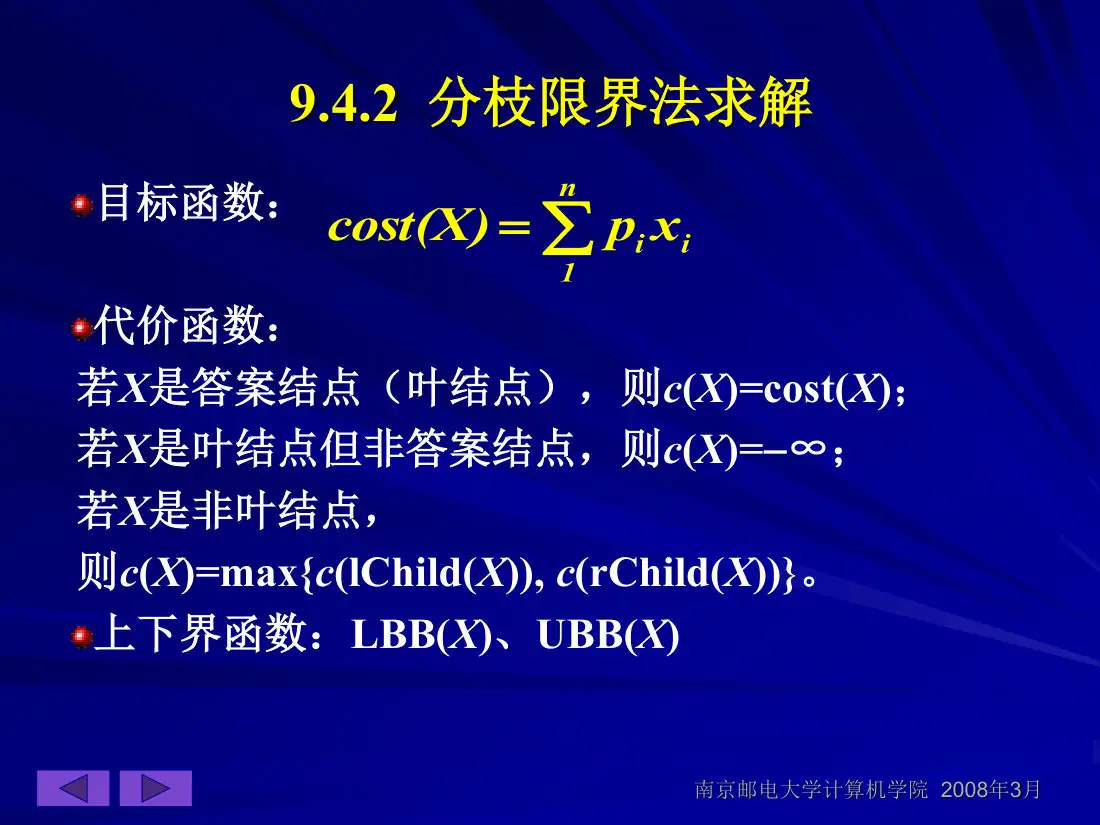 9.4.2 分枝限界法求解
目标函数：
cost(X) = ∑ₙ₌₁ pᵢxᵢ
代价函数：
若X是答案结点（叶结点），则c(X)=cost(X)；
若X是叶结点但非答案结点，则c(X)=–∞；
若X是非叶结点，
则c(X)=max{c(lChild(X)), c(rChild(X))}。
上下界函数：LBB(X)、UBB(X)
南京邮电大学计算机学院 2008年3月